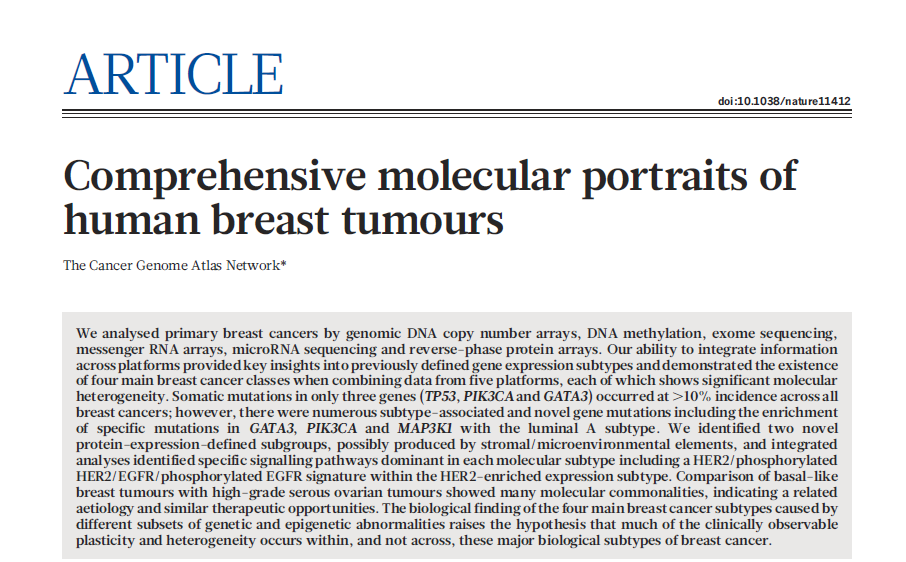 ARTICLE
doi:10.1038/nature11412
Comprehensive molecular portraits of
human breast tumours
The Cancer Genome Atlas Network*
We analysed primary breast cancers by genomic DNA copy number arrays, DNA methylation, exome sequencing,
messenger RNA arrays, microRNA sequencing and reverse-phase protein arrays. Our ability to integrate information
across platforms provided key insights into previously defined gene expression subtypes and demonstrated the existence
of four main breast cancer classes when combining data from five platforms, each of which shows significant molecular
heterogeneity. Somatic mutations in only three genes (TP53, PIK3CA and GATA3) occurred at >10% incidence across all
breast cancers; however, there were numerous subtype-associated and novel gene mutations including the enrichment
of specific mutations in GATA3, PIK3CA and MAP3K1 with the luminal A subtype. We identified two novel
protein-expression-defined subgroups, possibly produced by stromal/microenvironmental elements, and integrated
analyses identified specific signalling pathways dominant in each molecular subtype including a HER2/phosphorylated
HER2/EGFR/phosphorylated EGFR signature within the HER2-enriched expression subtype. Comparison of basal-like
breast tumours with high-grade serous ovarian tumours showed many molecular commonalities, indicating a related
aetiology and similar therapeutic opportunities. The biological finding of the four main breast cancer subtypes caused by
different subsets of genetic and epigenetic abnormalities raises the hypothesis that much of the clinically observable
plasticity and heterogeneity occurs within, and not across, these major biological subtypes of breast cancer.